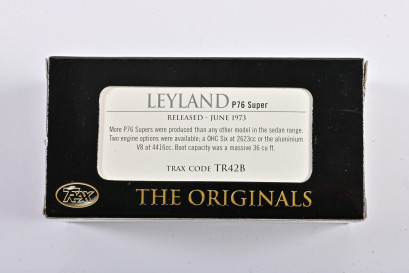 LEYLAND P76 Super
RELEASED - JUNE 1973
More P76 Supers were produced than any other model in the sedan range.
Two engine options were available; a OHC Six at 2623cc or the aluminium
V8 at 4416cc. Boot capacity was a massive 36 cu ft.
TRAX CODE TR42B
TRAX THE ORIGINALS